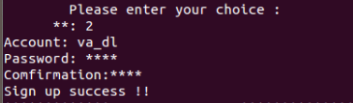 Please enter your choice :
**: 2
Account: va_dl
Password: ****
Comfirmation:****
Sign up success !!